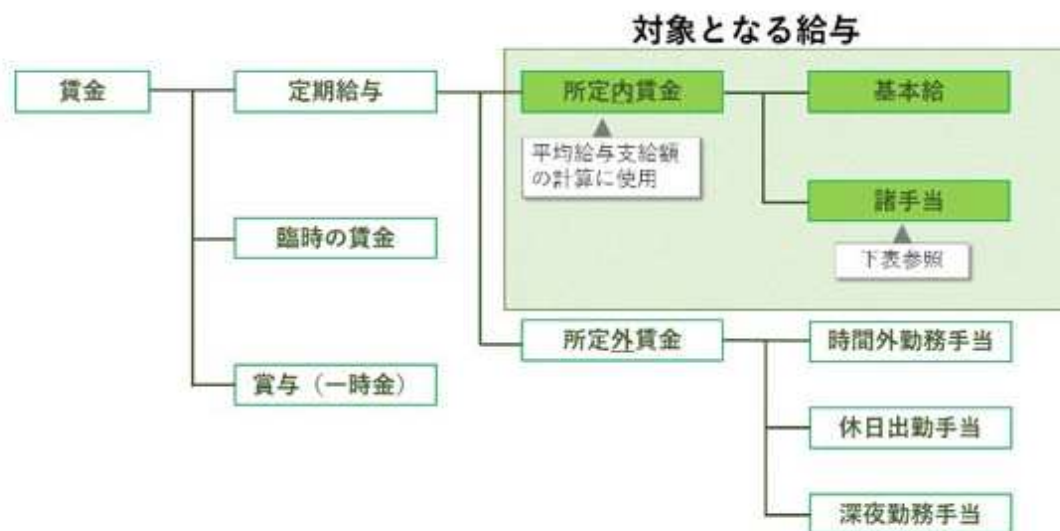 対象となる給与
賃金
定期給与
所定内賃金
基本給
平均給与支給額
の計算に使用
諸手当
下表参照
臨時の賃金
所定外賃金
時間外勤務手当
賞与（一時金）
休日出勤手当
深夜勤務手当